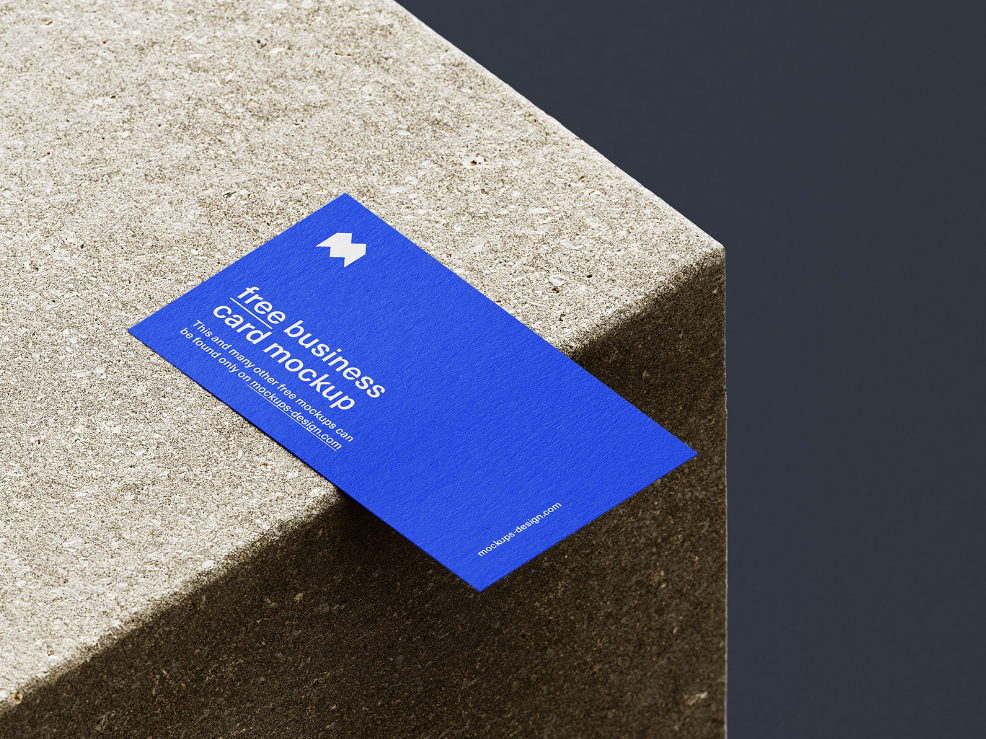 free business
card mockup
This and many other free mockups can
be found only on mockups-design.com
mockups-design.com